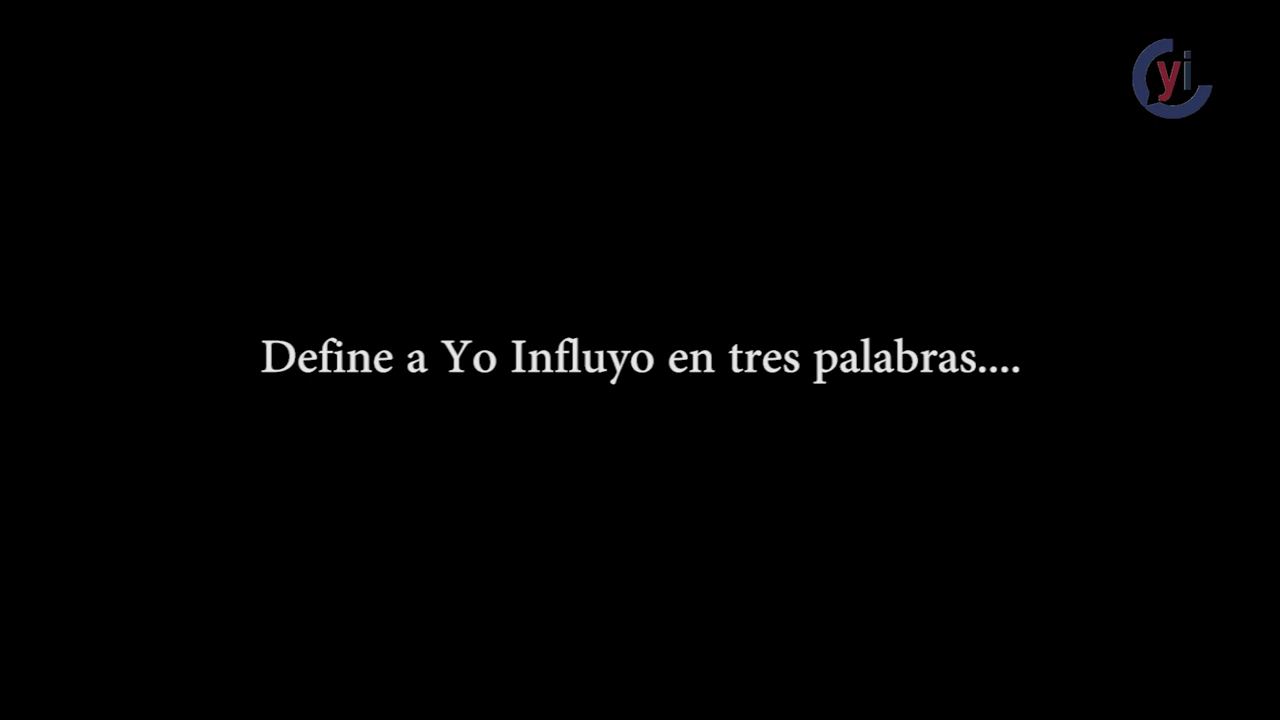 yi
Define a Yo Influyo en tres palabras....